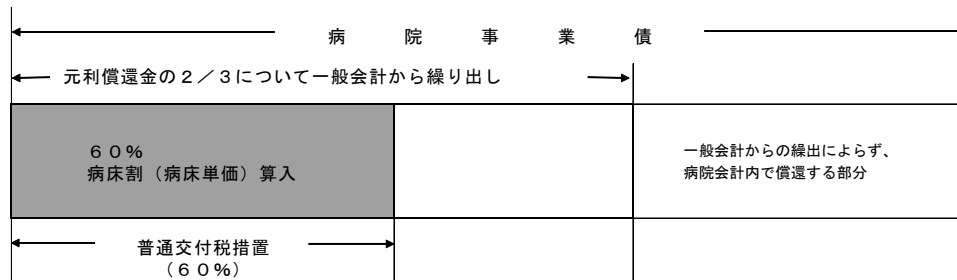 病院事業債
元利償還金の２／３について一般会計から繰り出し
６０％
病床割（病床単価）算入
一般会計からの繰出によらず、
病院会計内で償還する部分
普通交付税措置
（６０％）